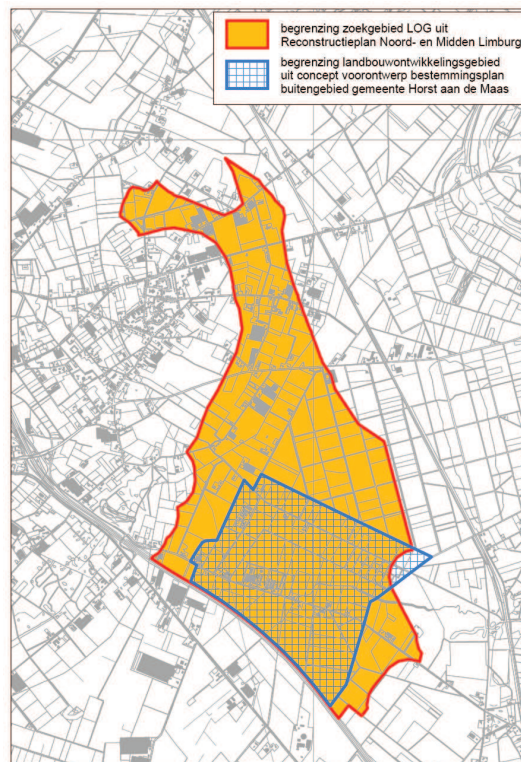 begrenzing zoekgebied LOG uit
Reconstructieplan Noord- en Midden Limburg
begrenzing landbouwontwikkelingsgebied
uit concept voorontwerp bestemmingsplan
buitengebied gemeente Horst aan de Maas